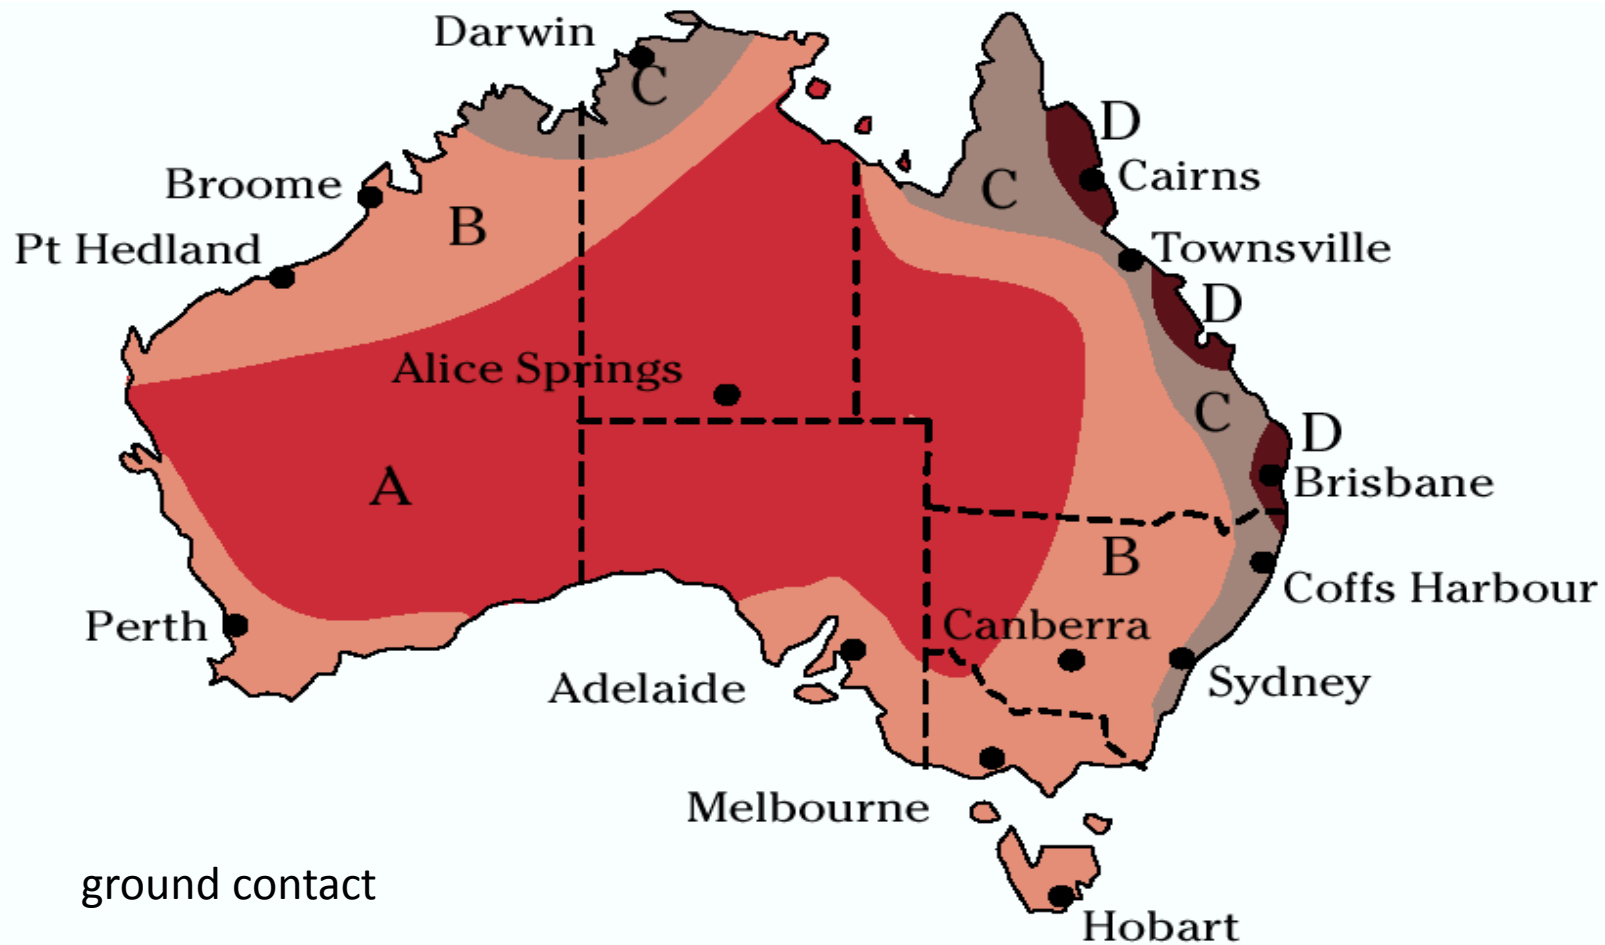 Darwin
C
D
Broome
C
Cairns
B
Pt Hedland
Townsville
D
Alice Springs
C
D
A
Brisbane
B
Coffs Harbour
Perth
Canberra
Adelaide
Sydney
Melbourne
ground contact
Hobart